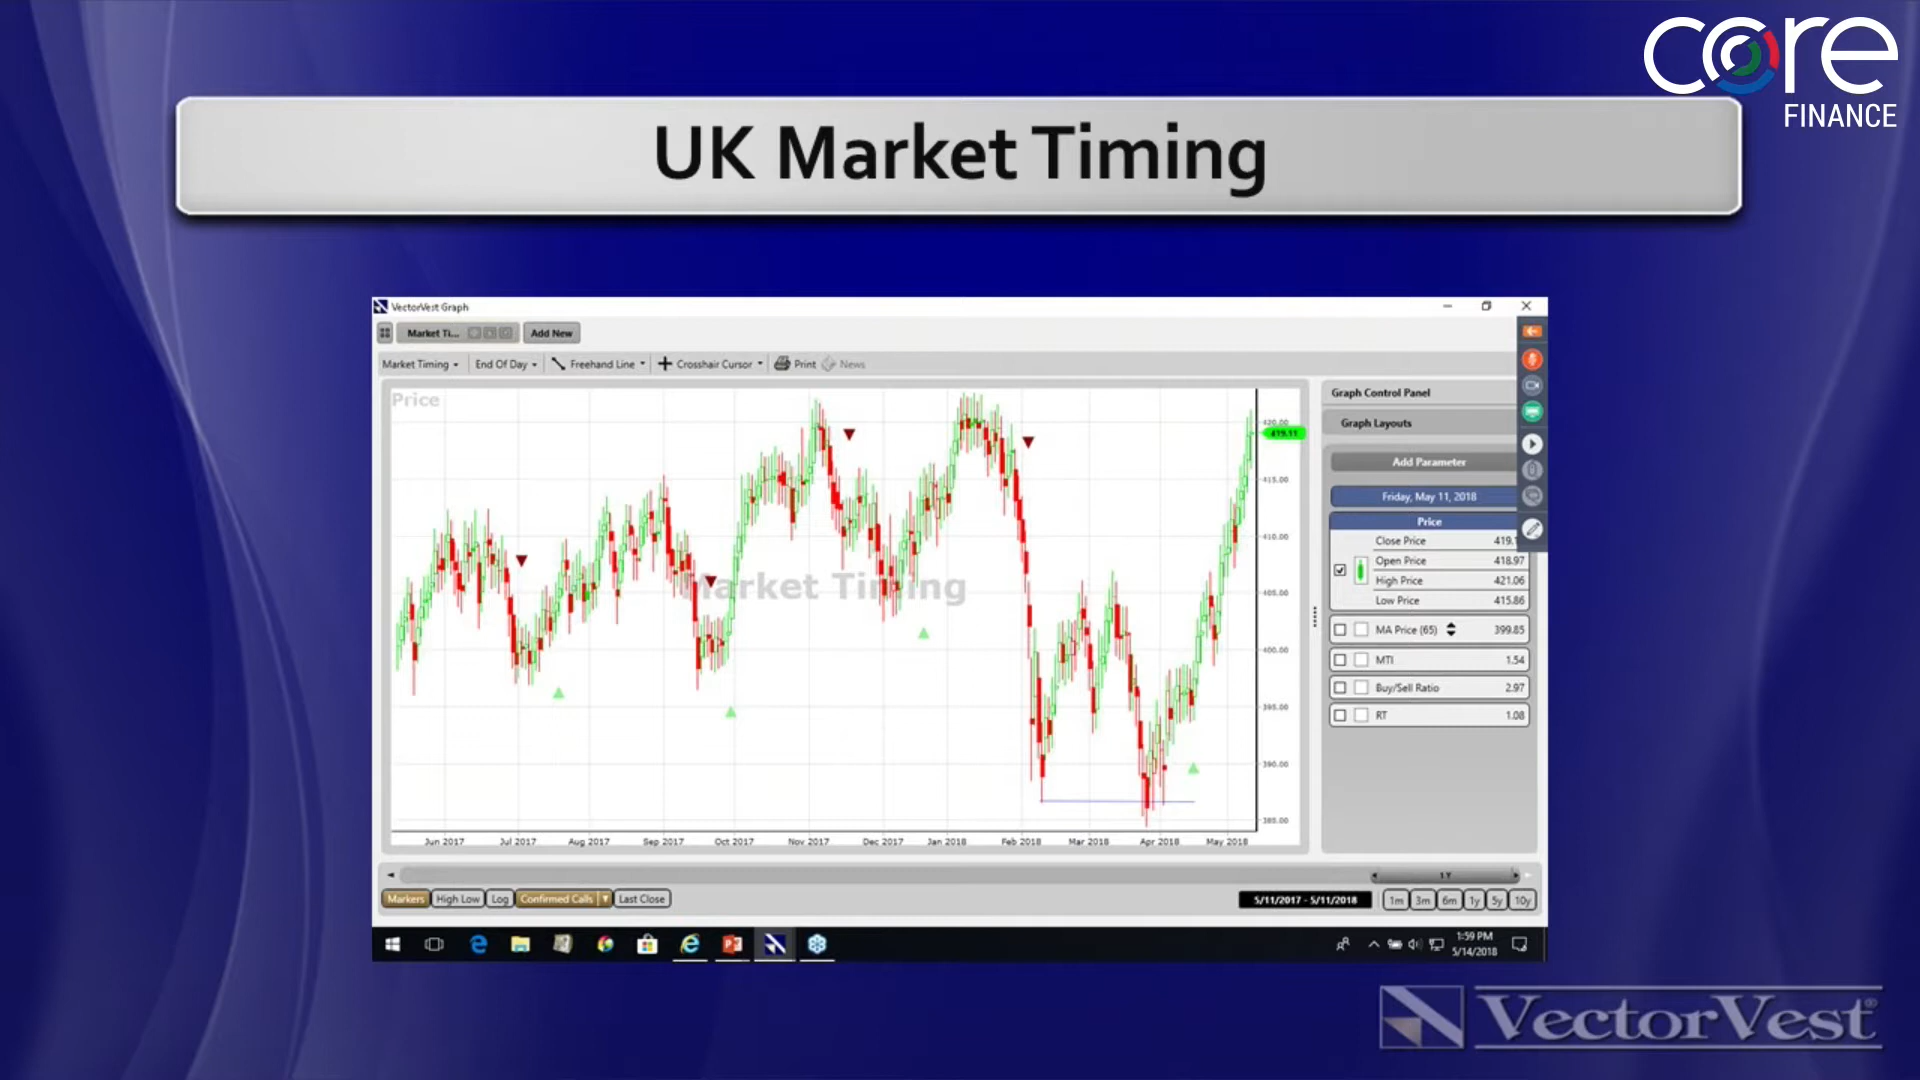 core
FINANCE
UK Market Timing
VectorVest Graph
Market Ti... Add New
Market Timing End Of Day Freehand Line Crosshair Cursor Print News
Price
Market Timing
420.00
419.11
415.00
410.00
405.00
400.00
395.00
390.00
385.00
Jun 2017 Jul 2017 Aug 2017 Sep 2017 Oct 2017 Nov 2017 Dec 2017 Jan 2018 Feb 2018 Mar 2018 Apr 2018 May 2018
Graph Control Panel
Graph Layouts
Add Parameter
Friday, May 11, 2018
Price
Close Price 419.1
Open Price 418.97
High Price 421.06
Low Price 415.86
MA Price (65) 399.85
MTI 1.54
Buy/Sell Ratio 2.97
RT 1.08
1Y
Markers High Low Log Confirmed Calls Last Close 5/11/2017 - 5/11/2018 1m 3m 6m 1y 5y 10y
1:59 PM
5/14/2018
VectorVest®